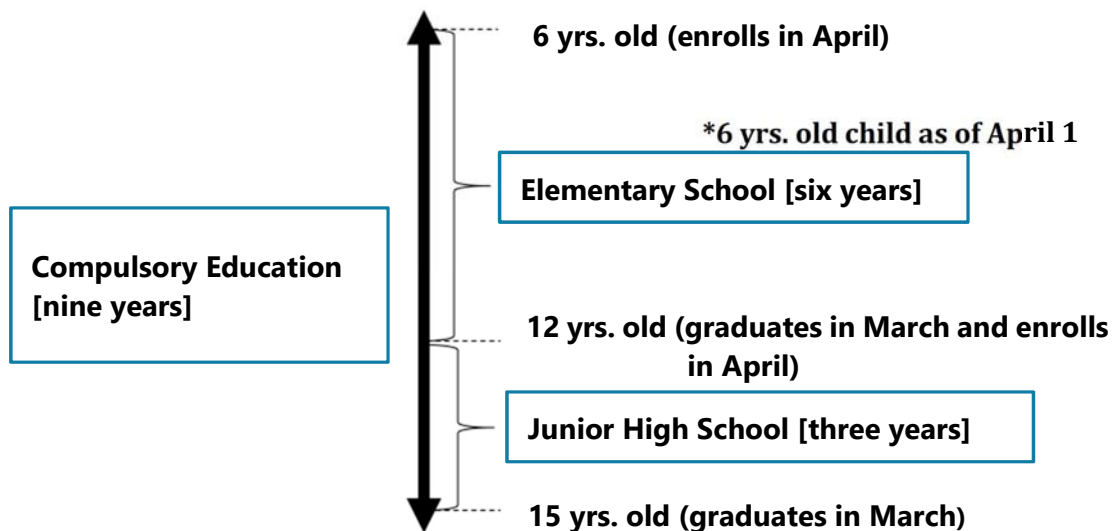 6 yrs. old (enrolls in April)
*6 yrs. old child as of April 1
Elementary School [six years]
Compulsory Education
[nine years]
12 yrs. old (graduates in March and enrolls
in April)
Junior High School [three years]
15 yrs. old (graduates in March)